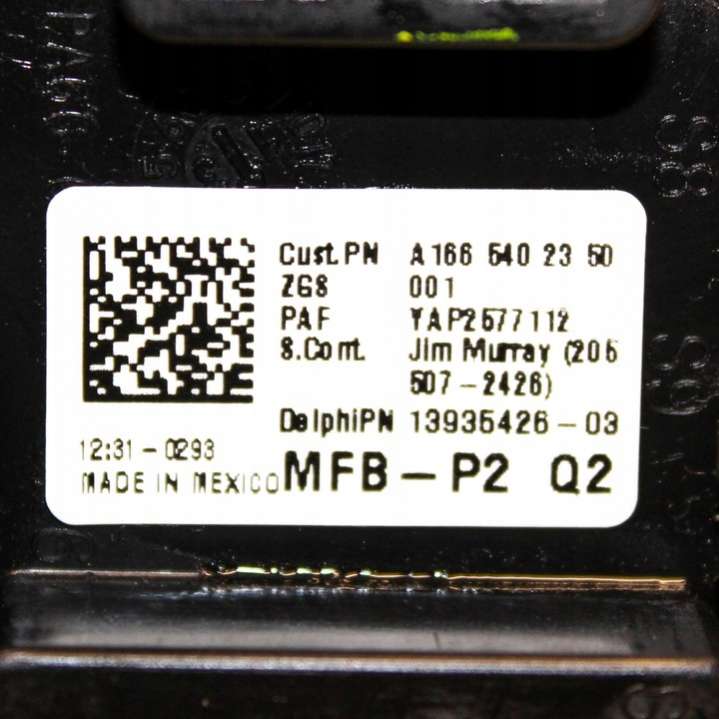 Cust.PN A 166 540 23 50
ZGS 001
PAF YAP2577112
S.Cont. Jim Murray (205
507-2426)
DelphiPN 13935426-03
12:31-0293
MADE IN MEXICO
MFB-P2 Q2